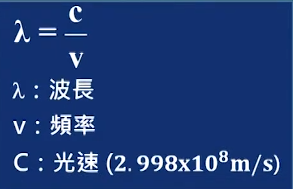 λ = c/v
λ：波長
v：頻率
C：光速 (2.998x10⁸m/s)